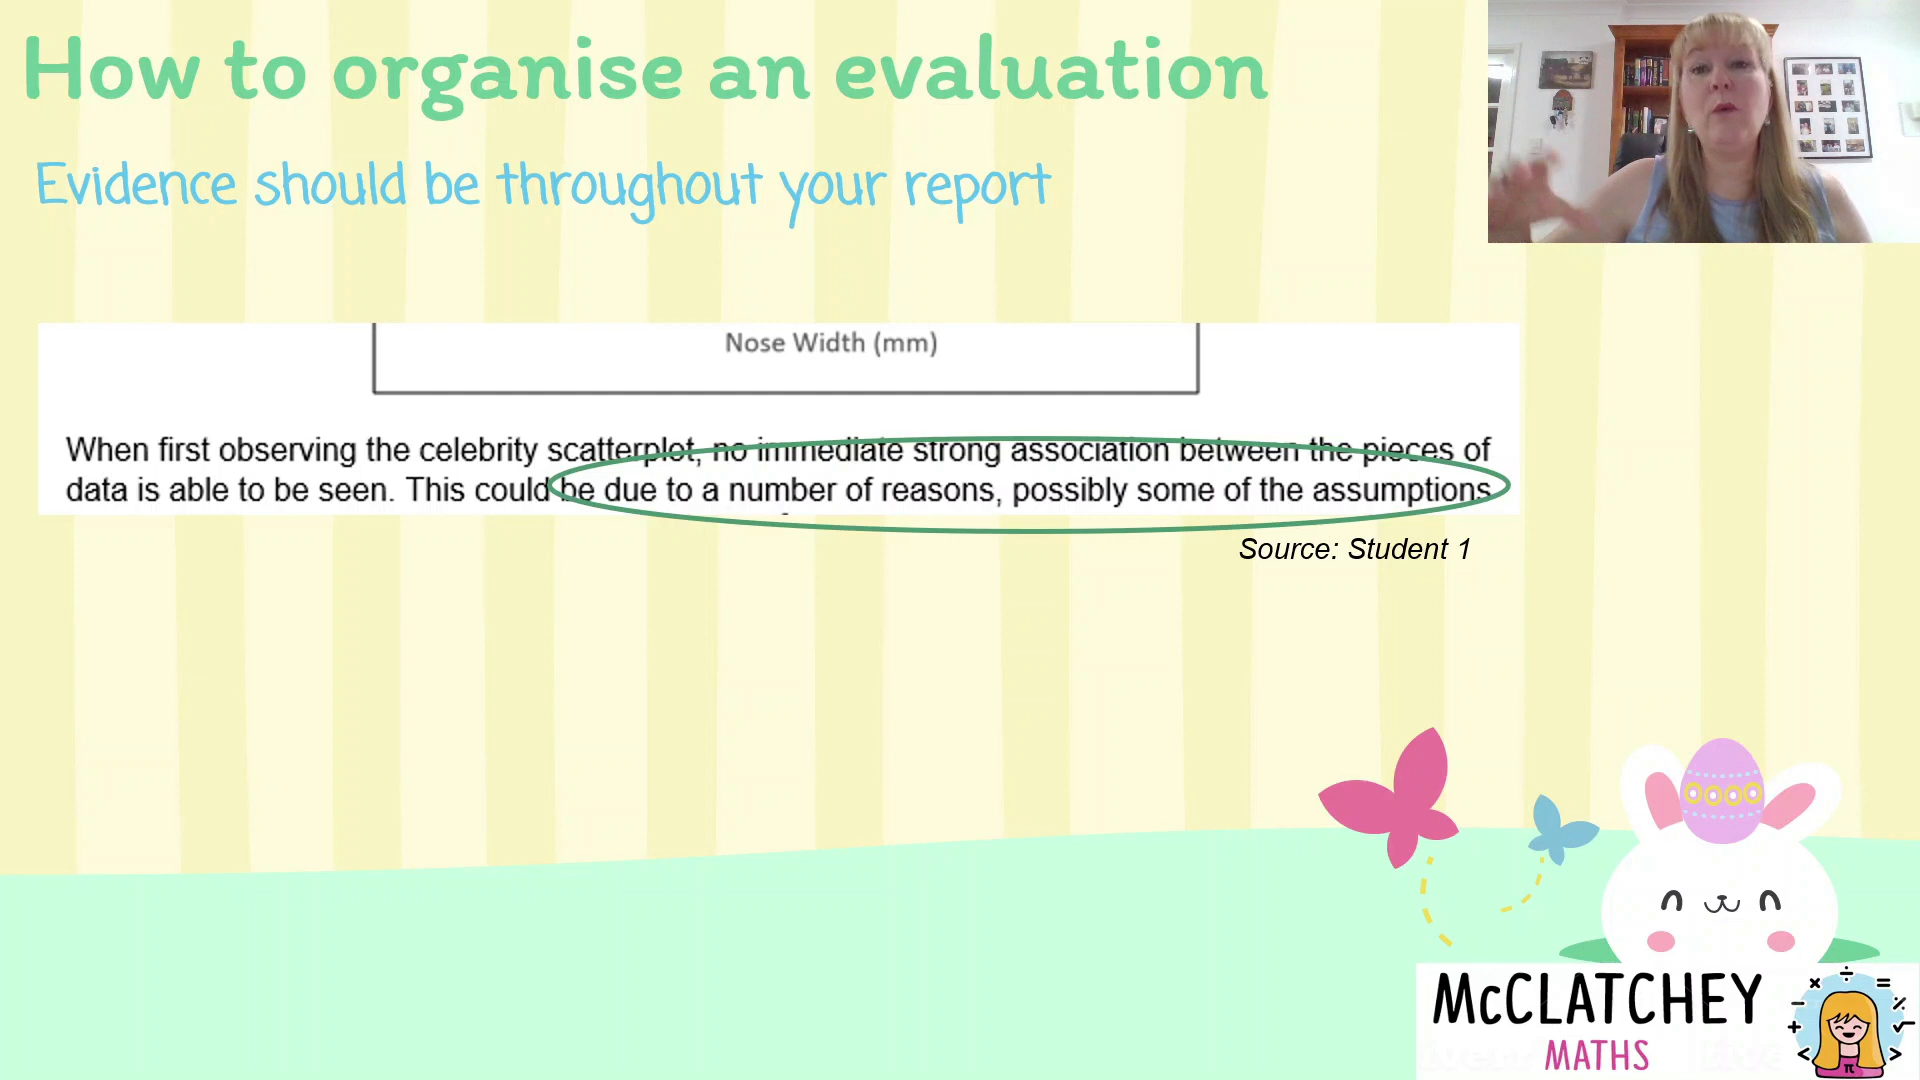 How to organise an evaluation
Evidence should be throughout your report
Nose Width (mm)
When first observing the celebrity scatterplot, no immediate strong association between the pieces of
data is able to be seen. This could be due to a number of reasons, possibly some of the assumptions
Source: Student 1
McCLATCHEY
MATHS